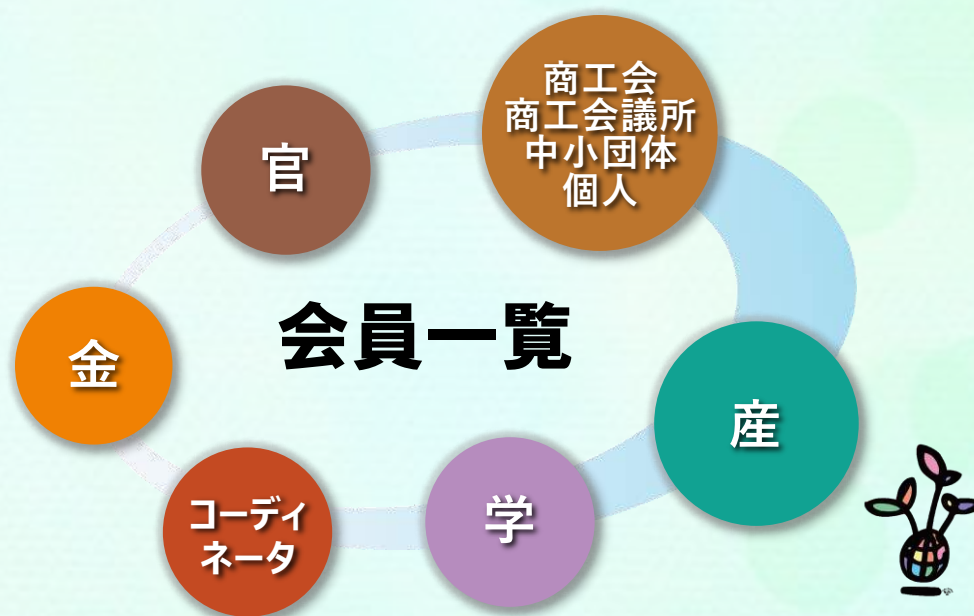 商工会
商工会議所
中小団体
個人
官
会員一覧
金
産
コーディ
ネータ
学